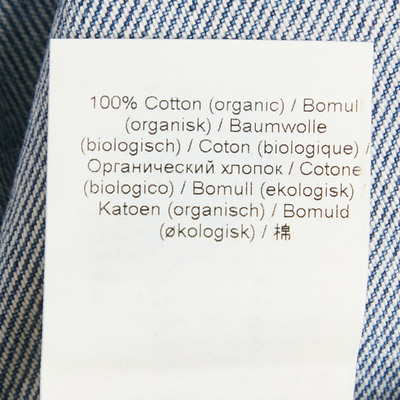 100% Cotton (organic) / Bomull
(organisk) / Baumwolle
(biologisch) / Coton (biologique) /
Органический хлопок / Cotone
(biologico) / Bomull (ekologisk)
Katoen (organisch) / Bomuld
(økologisk) / 棉